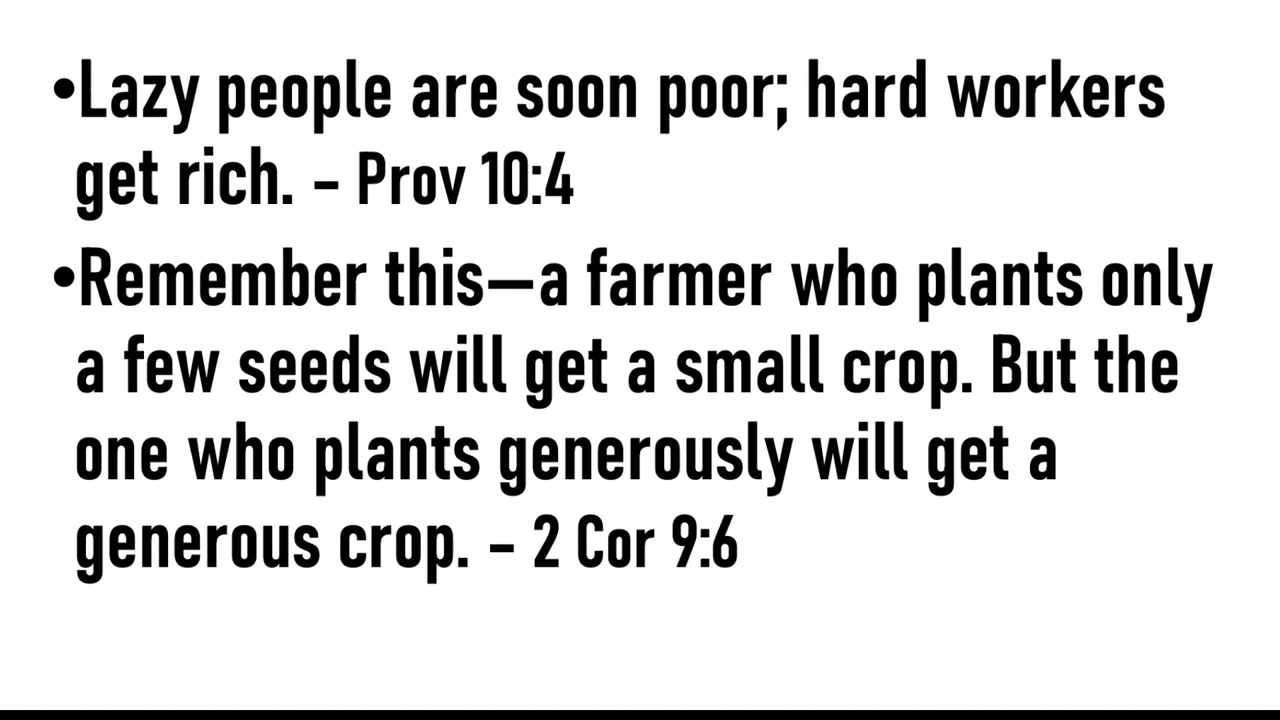 •Lazy people are soon poor; hard workers
get rich. – Prov 10:4
•Remember this—a farmer who plants only
a few seeds will get a small crop. But the
one who plants generously will get a
generous crop. – 2 Cor 9:6